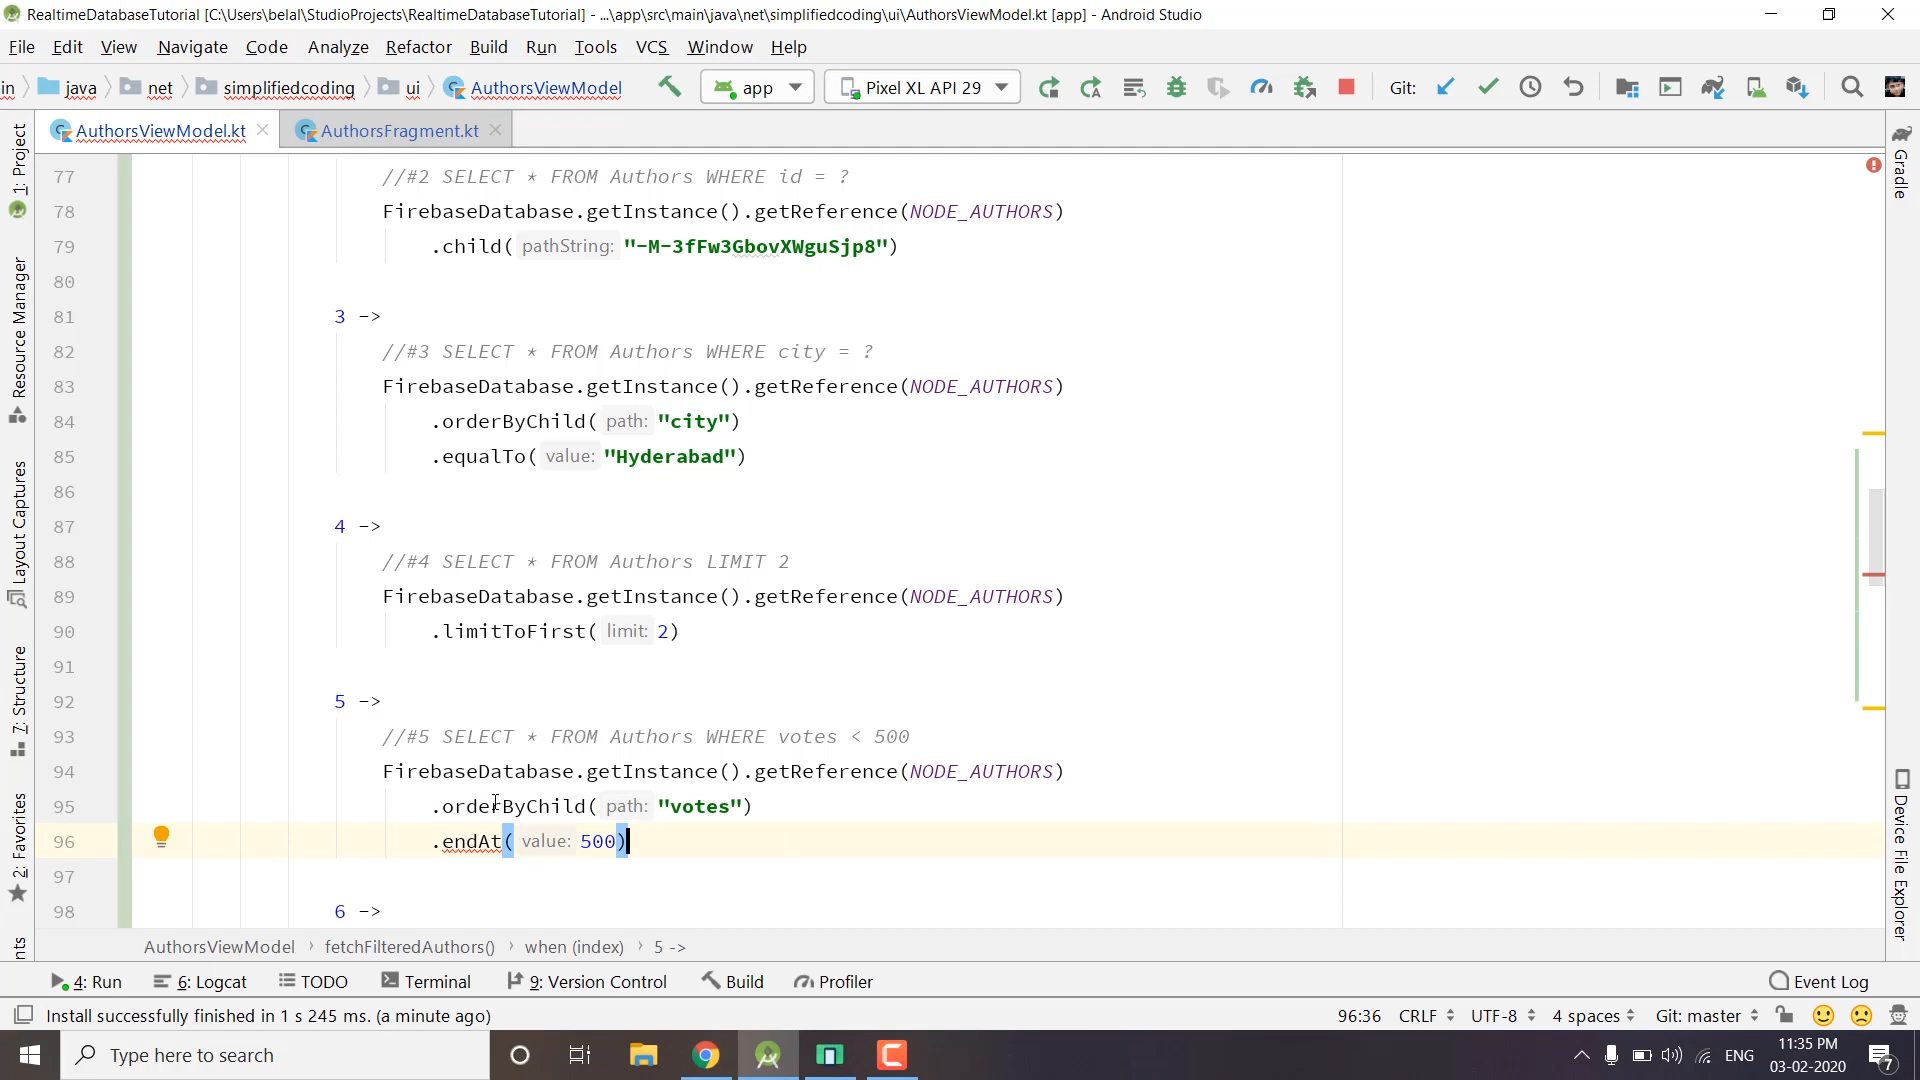 RealtimeDatabaseTutorial [C:\Users\belal\StudioProjects\RealtimeDatabaseTutorial] - ...\app\src\main\java\net\simplifiedcoding\ui\AuthorsViewModel.kt [app] - Android Studio
File Edit View Navigate Code Analyze Refactor Build Run Tools VCS Window Help
in java net simplifiedcoding ui AuthorsViewModel app Pixel XL API 29 Git:
AuthorsViewModel.kt AuthorsFragment.kt
1: Project
Resource Manager
Layout Captures
7: Structure
2: Favorites
nts
77 //#2 SELECT * FROM Authors WHERE id = ?
78 FirebaseDatabase.getInstance().getReference(NODE_AUTHORS)
79 .child( pathString: "-M-3fFw3GbovXWguSjp8")
80
81 3 ->
82 //#3 SELECT * FROM Authors WHERE city = ?
83 FirebaseDatabase.getInstance().getReference(NODE_AUTHORS)
84 .orderByChild( path: "city")
85 .equalTo( value: "Hyderabad")
86
87 4 ->
88 //#4 SELECT * FROM Authors LIMIT 2
89 FirebaseDatabase.getInstance().getReference(NODE_AUTHORS)
90 .limitToFirst( limit: 2)
91
92 5 ->
93 //#5 SELECT * FROM Authors WHERE votes < 500
94 FirebaseDatabase.getInstance().getReference(NODE_AUTHORS)
95 .orderByChild( path: "votes")
96 .endAt( value: 500)
97
98 6 ->
Gradle
Device File Explorer
AuthorsViewModel › fetchFilteredAuthors() › when (index) › 5 ->
4: Run 6: Logcat TODO Terminal 9: Version Control Build Profiler Event Log
Install successfully finished in 1 s 245 ms. (a minute ago) 96:36 CRLF UTF-8 4 spaces Git: master
Type here to search ENG 11:35 PM
03-02-2020 7